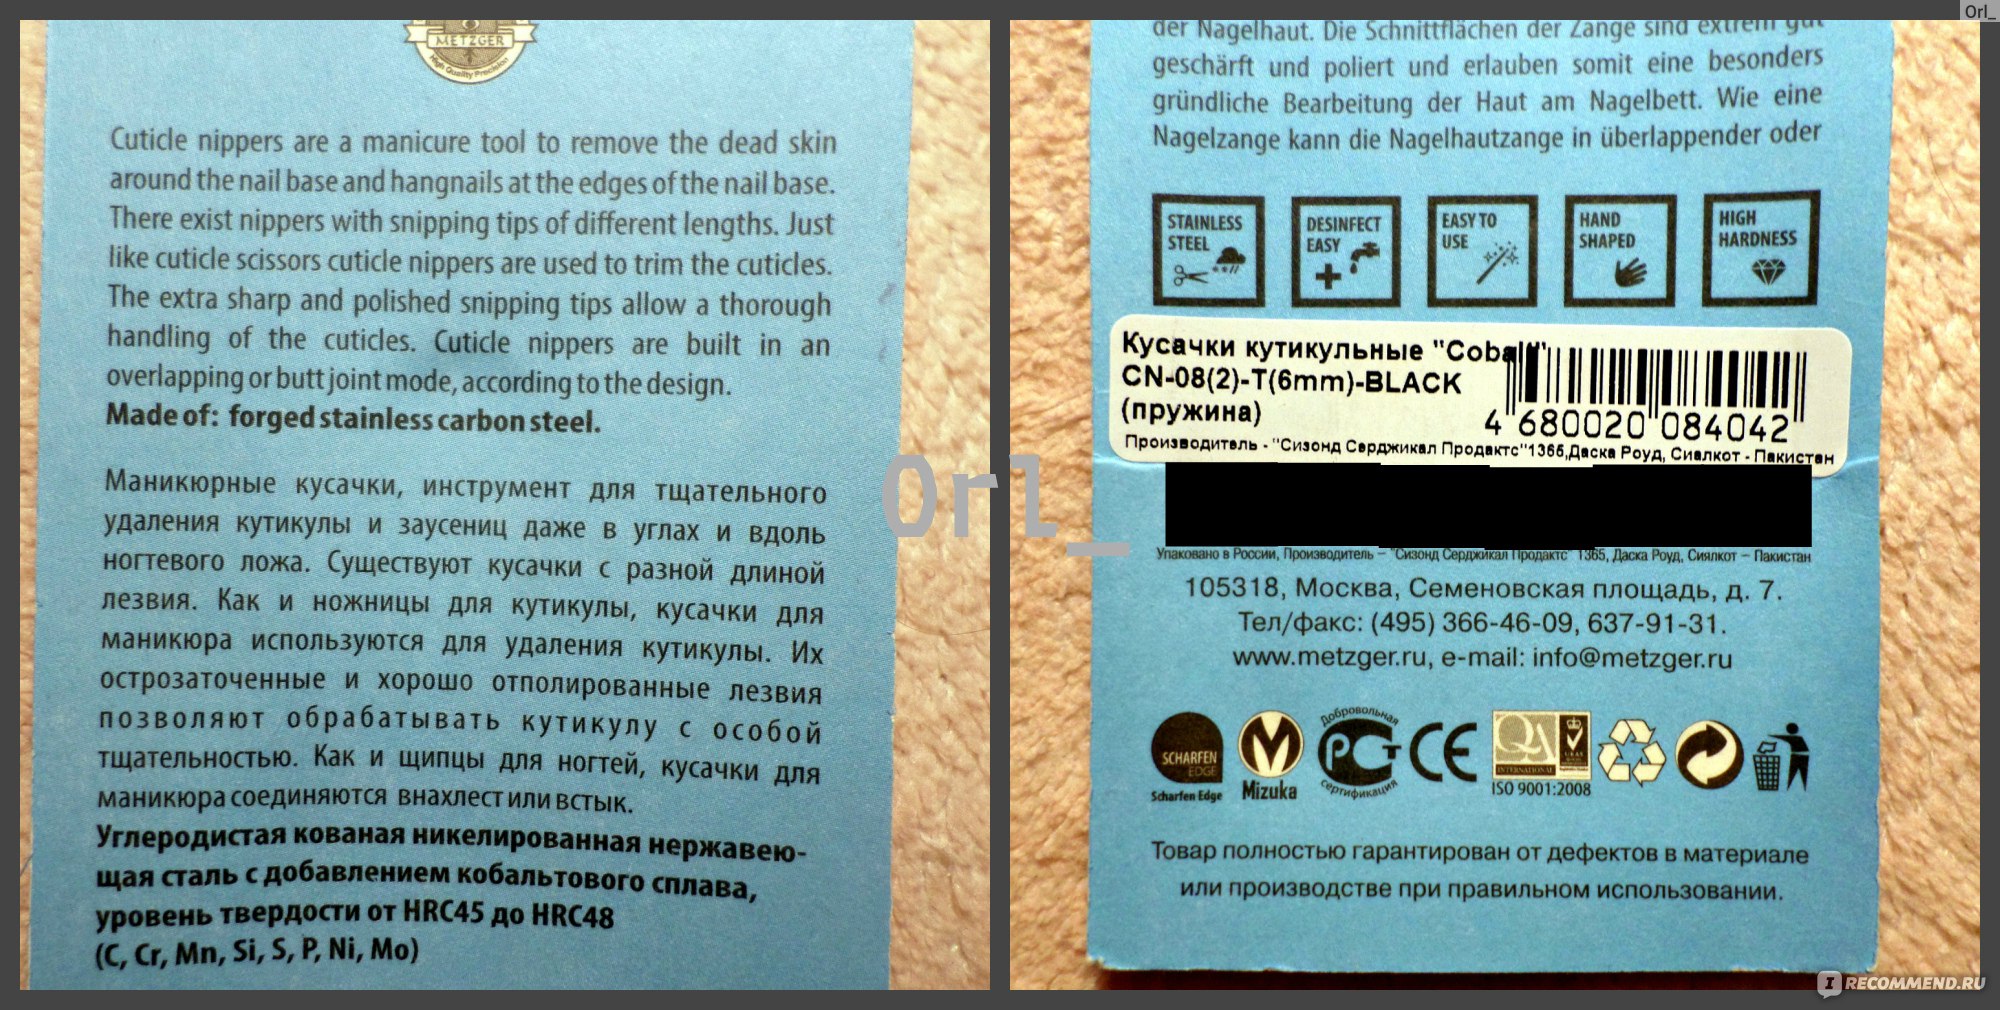 METZGER
High Quality Precision
Cuticle nippers are a manicure tool to remove the dead skin
around the nail base and hangnails at the edges of the nail base.
There exist nippers with snipping tips of different lengths. Just
like cuticle scissors cuticle nippers are used to trim the cuticles.
The extra sharp and polished snipping tips allow a thorough
handling of the cuticles. Cuticle nippers are built in an
overlapping or butt joint mode, according to the design.
Made of: forged stainless carbon steel.
Маникюрные кусачки, инструмент для тщательного
удаления кутикулы и заусениц даже в углах и вдоль
ногтевого ложа. Существуют кусачки с разной длиной
лезвия. Как и ножницы для кутикулы, кусачки для
маникюра используются для удаления кутикулы. Их
острозаточенные и хорошо отполированные лезвия
позволяют обрабатывать кутикулу с особой
тщательностью. Как и щипцы для ногтей, кусачки для
маникюра соединяются внахлест или встык.
Углеродистая кованая никелированная нержавею-
щая сталь с добавлением кобальтового сплава,
уровень твердости от HRC45 до HRC48
(C, Cr, Mn, Si, S, P, Ni, Mo)
der Nagelhaut. Die Schnittflächen der Zange sind extrem gut
geschärft und poliert und erlauben somit eine besonders
gründliche Bearbeitung der Haut am Nagelbett. Wie eine
Nagelzange kann die Nagelhautzange in überlappender oder
STAINLESS
STEEL
DESINFECT
EASY
EASY TO
USE
HAND
SHAPED
HIGH
HARDNESS
Кусачки кутикульные "Cobalt"
CN-08(2)-T(6mm)-BLACK
(пружина)
4 680020 084042
Производитель - "Сизонд Серджикал Продактс"1365,Даска Роуд, Сиалкот - Пакистан
Упаковано в России, Производитель – "Сизонд Серджикал Продактс" 1365, Даска Роуд, Сиялкот – Пакистан
105318, Москва, Семеновская площадь, д. 7.
Тел/факс: (495) 366-46-09, 637-91-31.
www.metzger.ru, e-mail: info@metzger.ru
SCHARFEN
EDGE
Scharfen Edge
Mizuka
Добровольная
РСТ
сертификация
CE
QA
INTERNATIONAL
UKAS
ISO 9001:2008
Товар полностью гарантирован от дефектов в материале
или производстве при правильном использовании.
Orl_
Orl_
I RECOMMEND.RU